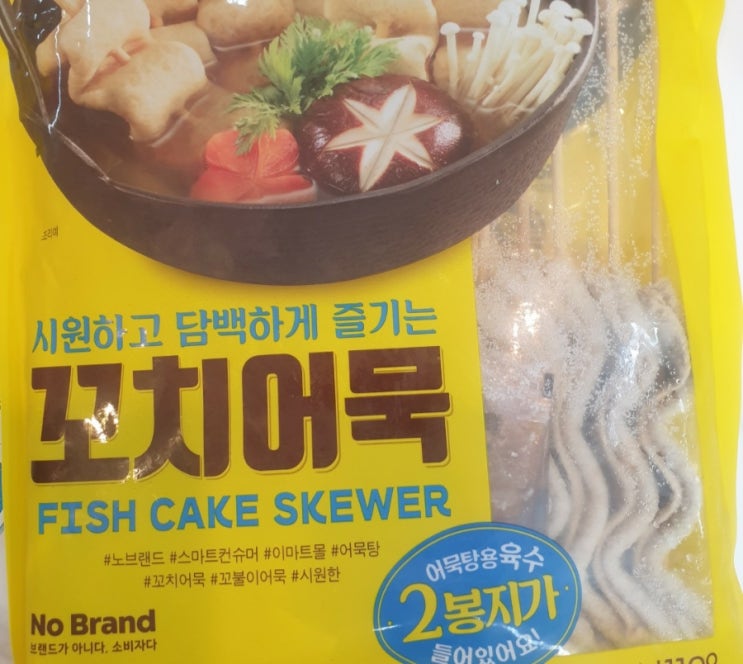 조리예
시원하고 담백하게 즐기는
꼬치어묵
FISH CAKE SKEWER
#노브랜드 #스마트컨슈머 #이마트몰 #어묵탕
#꼬치어묵 #꼬불이어묵 #시원한
No Brand
브랜드가 아니다. 소비자다
어묵탕용육수
2봉지가
들어있어요!